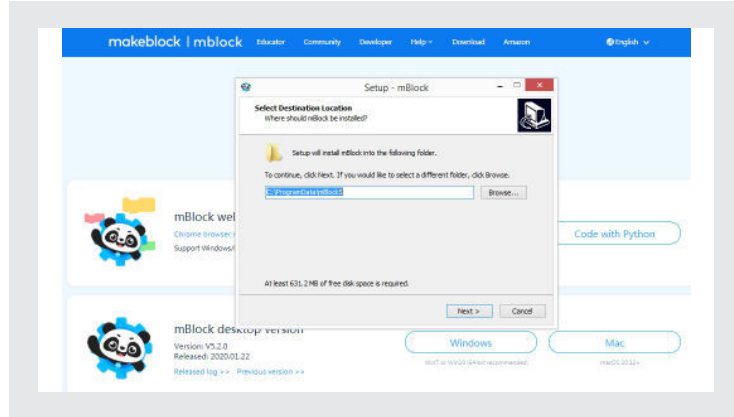 makeblock | mblock Educator Community Developer Help Download Amazon English
Setup - mBlock
Select Destination Location
Where should mBlock be installed?
Setup will install mBlock into the following folder.
To continue, click Next. If you would like to select a different folder, click Browse.
C:\ProgramData\mBlock5 Browse...
At least 631.2 MB of free disk space is required.
Next > Cancel
mBlock we
Chrome browser
Support Windows/
Code with Python
mBlock desktop version
Version: V5.2.0
Released: 2020.01.22
Released log >> Previous version >>
Windows
Mac